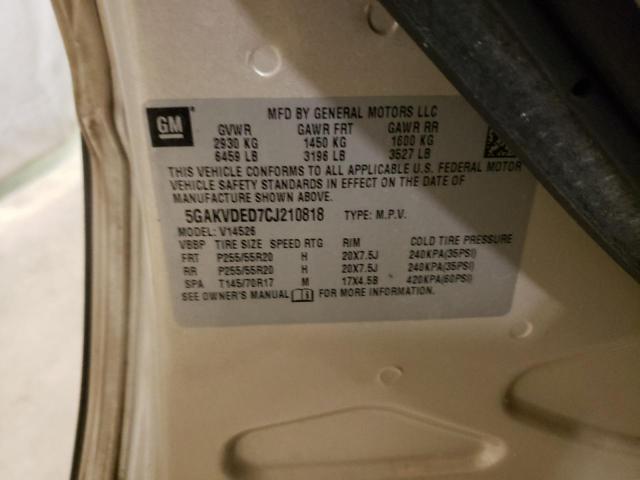 GM
MFD BY GENERAL MOTORS LLC
GVWR GAWR FRT GAWR RR
2930 KG 1450 KG 1600 KG
6459 LB 3196 LB 3527 LB
THIS VEHICLE CONFORMS TO ALL APPLICABLE U.S. FEDERAL MOTOR
VEHICLE SAFETY STANDARDS IN EFFECT ON THE DATE OF
MANUFACTURE SHOWN ABOVE.
5GAKVDED7CJ210818 TYPE: M.P.V.
MODEL: V14526
VBBP TIRE SIZE SPEED RTG RIM COLD TIRE PRESSURE
FRT P255/55R20 H 20X7.5J 240KPA(35PSI)
RR P255/55R20 H 20X7.5J 240KPA(35PSI)
SPA T145/70R17 M 17X4.5B 420KPA(60PSI)
SEE OWNER'S MANUAL FOR MORE INFORMATION.